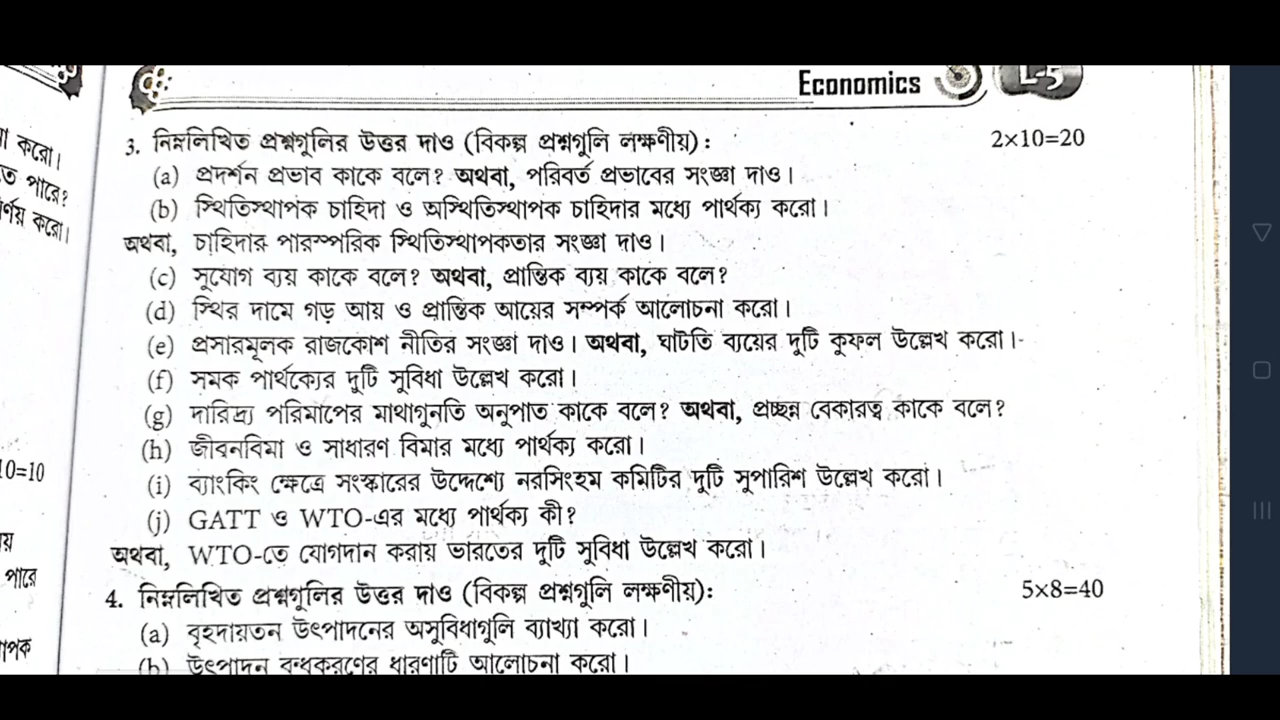 Economics
L-5
3. নিম্নলিখিত প্রশ্নগুলির উত্তর দাও (বিকল্প প্রশ্নগুলি লক্ষণীয়): 2×10=20
(a) প্রদর্শন প্রভাব কাকে বলে? অথবা, পরিবর্ত প্রভাবের সংজ্ঞা দাও।
(b) স্থিতিস্থাপক চাহিদা ও অস্থিতিস্থাপক চাহিদার মধ্যে পার্থক্য করো।
অথবা, চাহিদার পারস্পরিক স্থিতিস্থাপকতার সংজ্ঞা দাও।
(c) সুযোগ ব্যয় কাকে বলে? অথবা, প্রান্তিক ব্যয় কাকে বলে?
(d) স্থির দামে গড় আয় ও প্রান্তিক আয়ের সম্পর্ক আলোচনা করো।
(e) প্রসারমূলক রাজকোশ নীতির সংজ্ঞা দাও। অথবা, ঘাটতি ব্যয়ের দুটি কুফল উল্লেখ করো।
(f) সমক পার্থক্যের দুটি সুবিধা উল্লেখ করো।
(g) দারিদ্র্য পরিমাপের মাথাগুনতি অনুপাত কাকে বলে? অথবা, প্রচ্ছন্ন বেকারত্ব কাকে বলে?
(h) জীবনবিমা ও সাধারণ বিমার মধ্যে পার্থক্য করো।
(i) ব্যাংকিং ক্ষেত্রে সংস্কারের উদ্দেশ্যে নরসিংহম কমিটির দুটি সুপারিশ উল্লেখ করো।
(j) GATT ও WTO-এর মধ্যে পার্থক্য কী?
অথবা, WTO-তে যোগদান করায় ভারতের দুটি সুবিধা উল্লেখ করো।
4. নিম্নলিখিত প্রশ্নগুলির উত্তর দাও (বিকল্প প্রশ্নগুলি লক্ষণীয়): 5×8=40
(a) বৃহদায়তন উৎপাদনের অসুবিধাগুলি ব্যাখ্যা করো।
(b) উৎপাদন বন্ধকরণের ধারণাটি আলোচনা করো।
করো।
পারে?
করো।
10=10
পারে